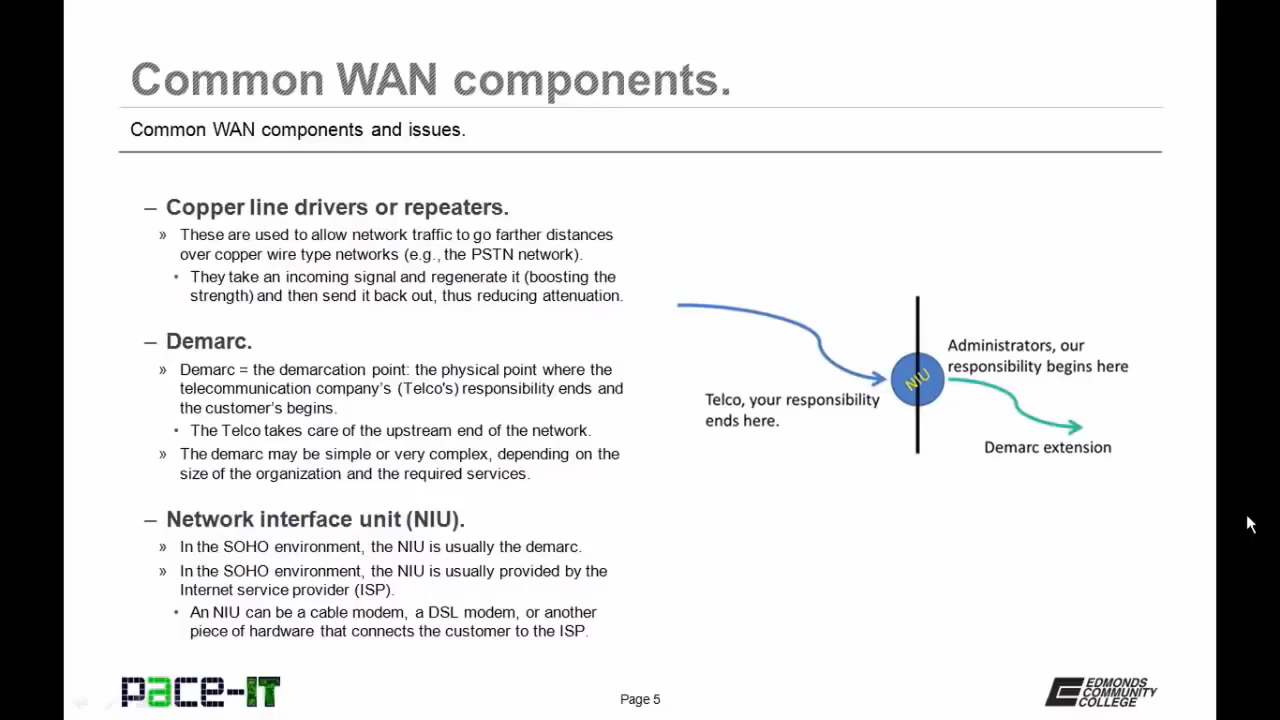 Common WAN components.
Common WAN components and issues.
– Copper line drivers or repeaters.
» These are used to allow network traffic to go farther distances
over copper wire type networks (e.g., the PSTN network).
• They take an incoming signal and regenerate it (boosting the
strength) and then send it back out, thus reducing attenuation.
– Demarc.
» Demarc = the demarcation point: the physical point where the
telecommunication company's (Telco's) responsibility ends and
the customer's begins.
• The Telco takes care of the upstream end of the network.
» The demarc may be simple or very complex, depending on the
size of the organization and the required services.
– Network interface unit (NIU).
» In the SOHO environment, the NIU is usually the demarc.
» In the SOHO environment, the NIU is usually provided by the
Internet service provider (ISP).
• An NIU can be a cable modem, a DSL modem, or another
piece of hardware that connects the customer to the ISP.
Telco, your responsibility
ends here.
NIU
Administrators, our
responsibility begins here
Demarc extension
pace-IT
Page 5
EDMONDS
COMMUNITY
COLLEGE